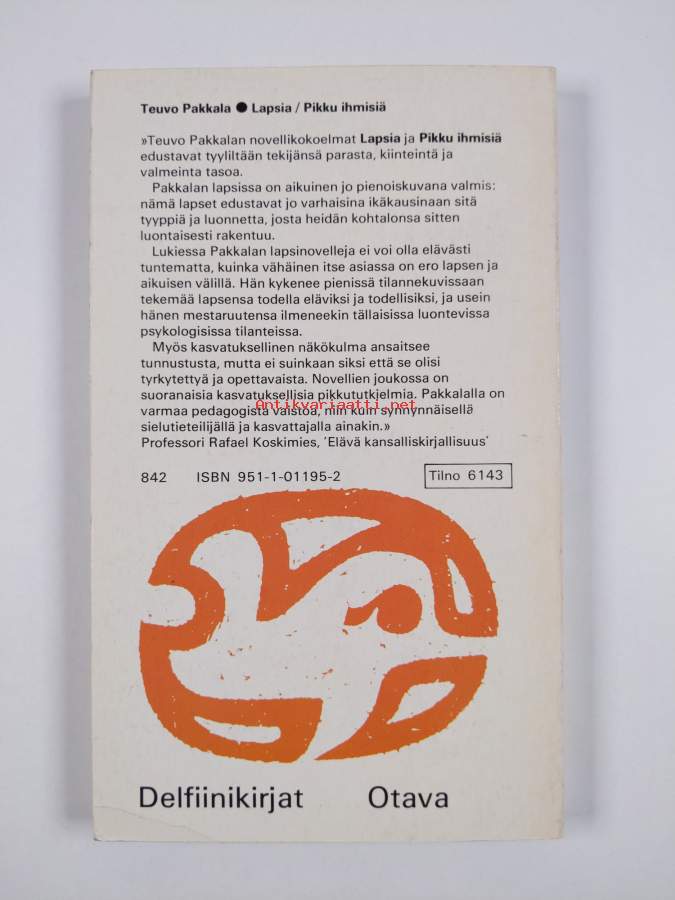 Teuvo Pakkala ● Lapsia / Pikku ihmisiä
»Teuvo Pakkalan novellikokoelmat Lapsia ja Pikku ihmisiä
edustavat tyyliltään tekijänsä parasta, kiinteintä ja
valmeinta tasoa.
Pakkalan lapsissa on aikuinen jo pienoiskuvana valmis:
nämä lapset edustavat jo varhaisina ikäkausinaan sitä
tyyppiä ja luonnetta, josta heidän kohtalonsa sitten
luontaisesti rakentuu.
Lukiessa Pakkalan lapsinovelleja ei voi olla elävästi
tuntematta, kuinka vähäinen itse asiassa on ero lapsen ja
aikuisen välillä. Hän kykenee pienissä tilannekuvissaan
tekemää lapsensa todella eläviksi ja todellisiksi, ja usein
hänen mestaruutensa ilmeneekin tällaisissa luontevissa
psykologisissa tilanteissa.
Myös kasvatuksellinen näkökulma ansaitsee
tunnustusta, mutta ei suinkaan siksi että se olisi
tyrkytettyä ja opettavaista. Novellien joukossa on
suoranaisia kasvatuksellisia pikkututkjelmia. Pakkalalla on
Antikvariaatti.net
varmaa pedagogista vaistoa, niin kuin synnynnäisellä
sielutieteilijällä ja kasvattajalla ainakin.»
Professori Rafael Koskimies, 'Elävä kansalliskirjallisuus'
842 ISBN 951-1-01195-2 Tilno 6143
Delfiinikirjat Otava